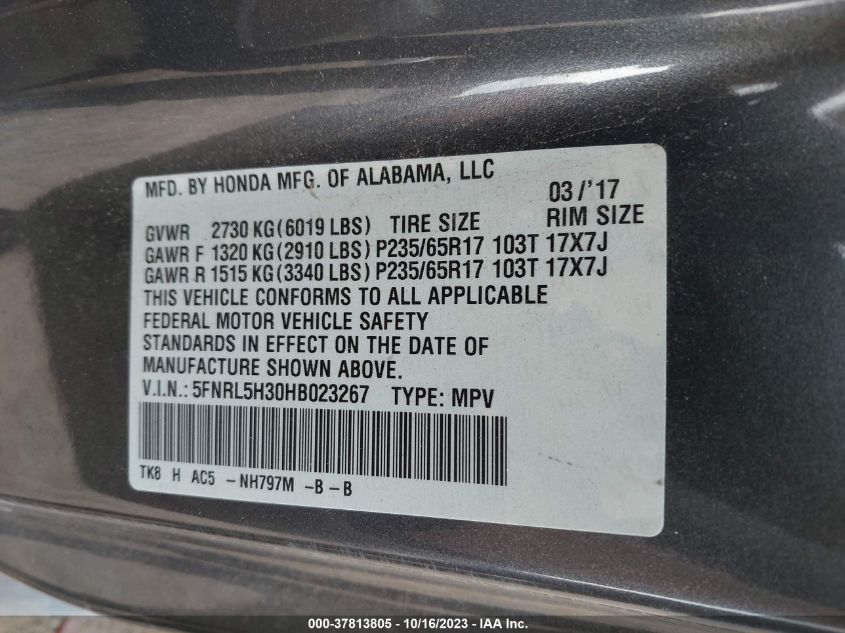 MFD. BY HONDA MFG. OF ALABAMA, LLC 03/'17
GVWR 2730 KG(6019 LBS) TIRE SIZE RIM SIZE
GAWR F 1320 KG(2910 LBS) P235/65R17 103T 17X7J
GAWR R 1515 KG(3340 LBS) P235/65R17 103T 17X7J
THIS VEHICLE CONFORMS TO ALL APPLICABLE
FEDERAL MOTOR VEHICLE SAFETY
STANDARDS IN EFFECT ON THE DATE OF
MANUFACTURE SHOWN ABOVE.
V.I.N.: 5FNRL5H30HB023267 TYPE: MPV
TK8 H AC5 -NH797M -B -B
000-37813805 - 10/16/2023 - © IAA Inc.